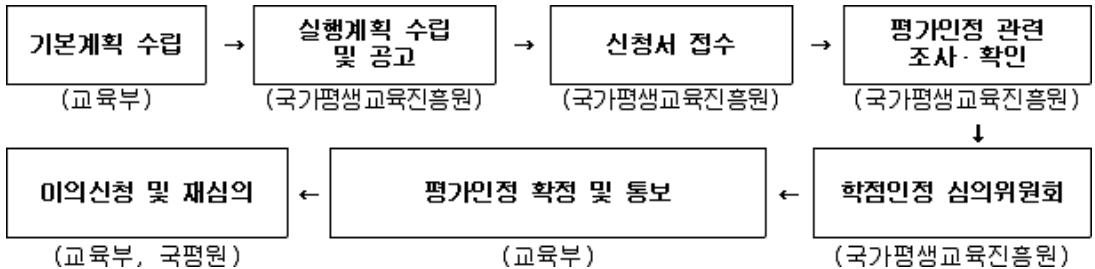 기본계획 수립 → 실행계획 수립 및 공고 → 신청서 접수 → 평가인정 관련 조사·확인
(교육부) (국가평생교육진흥원) (국가평생교육진흥원) (국가평생교육진흥원)
↓
이의신청 및 재심의 ← 평가인정 확정 및 통보 ← 학점인정 심의위원회
(교육부, 국평원) (교육부) (국가평생교육진흥원)